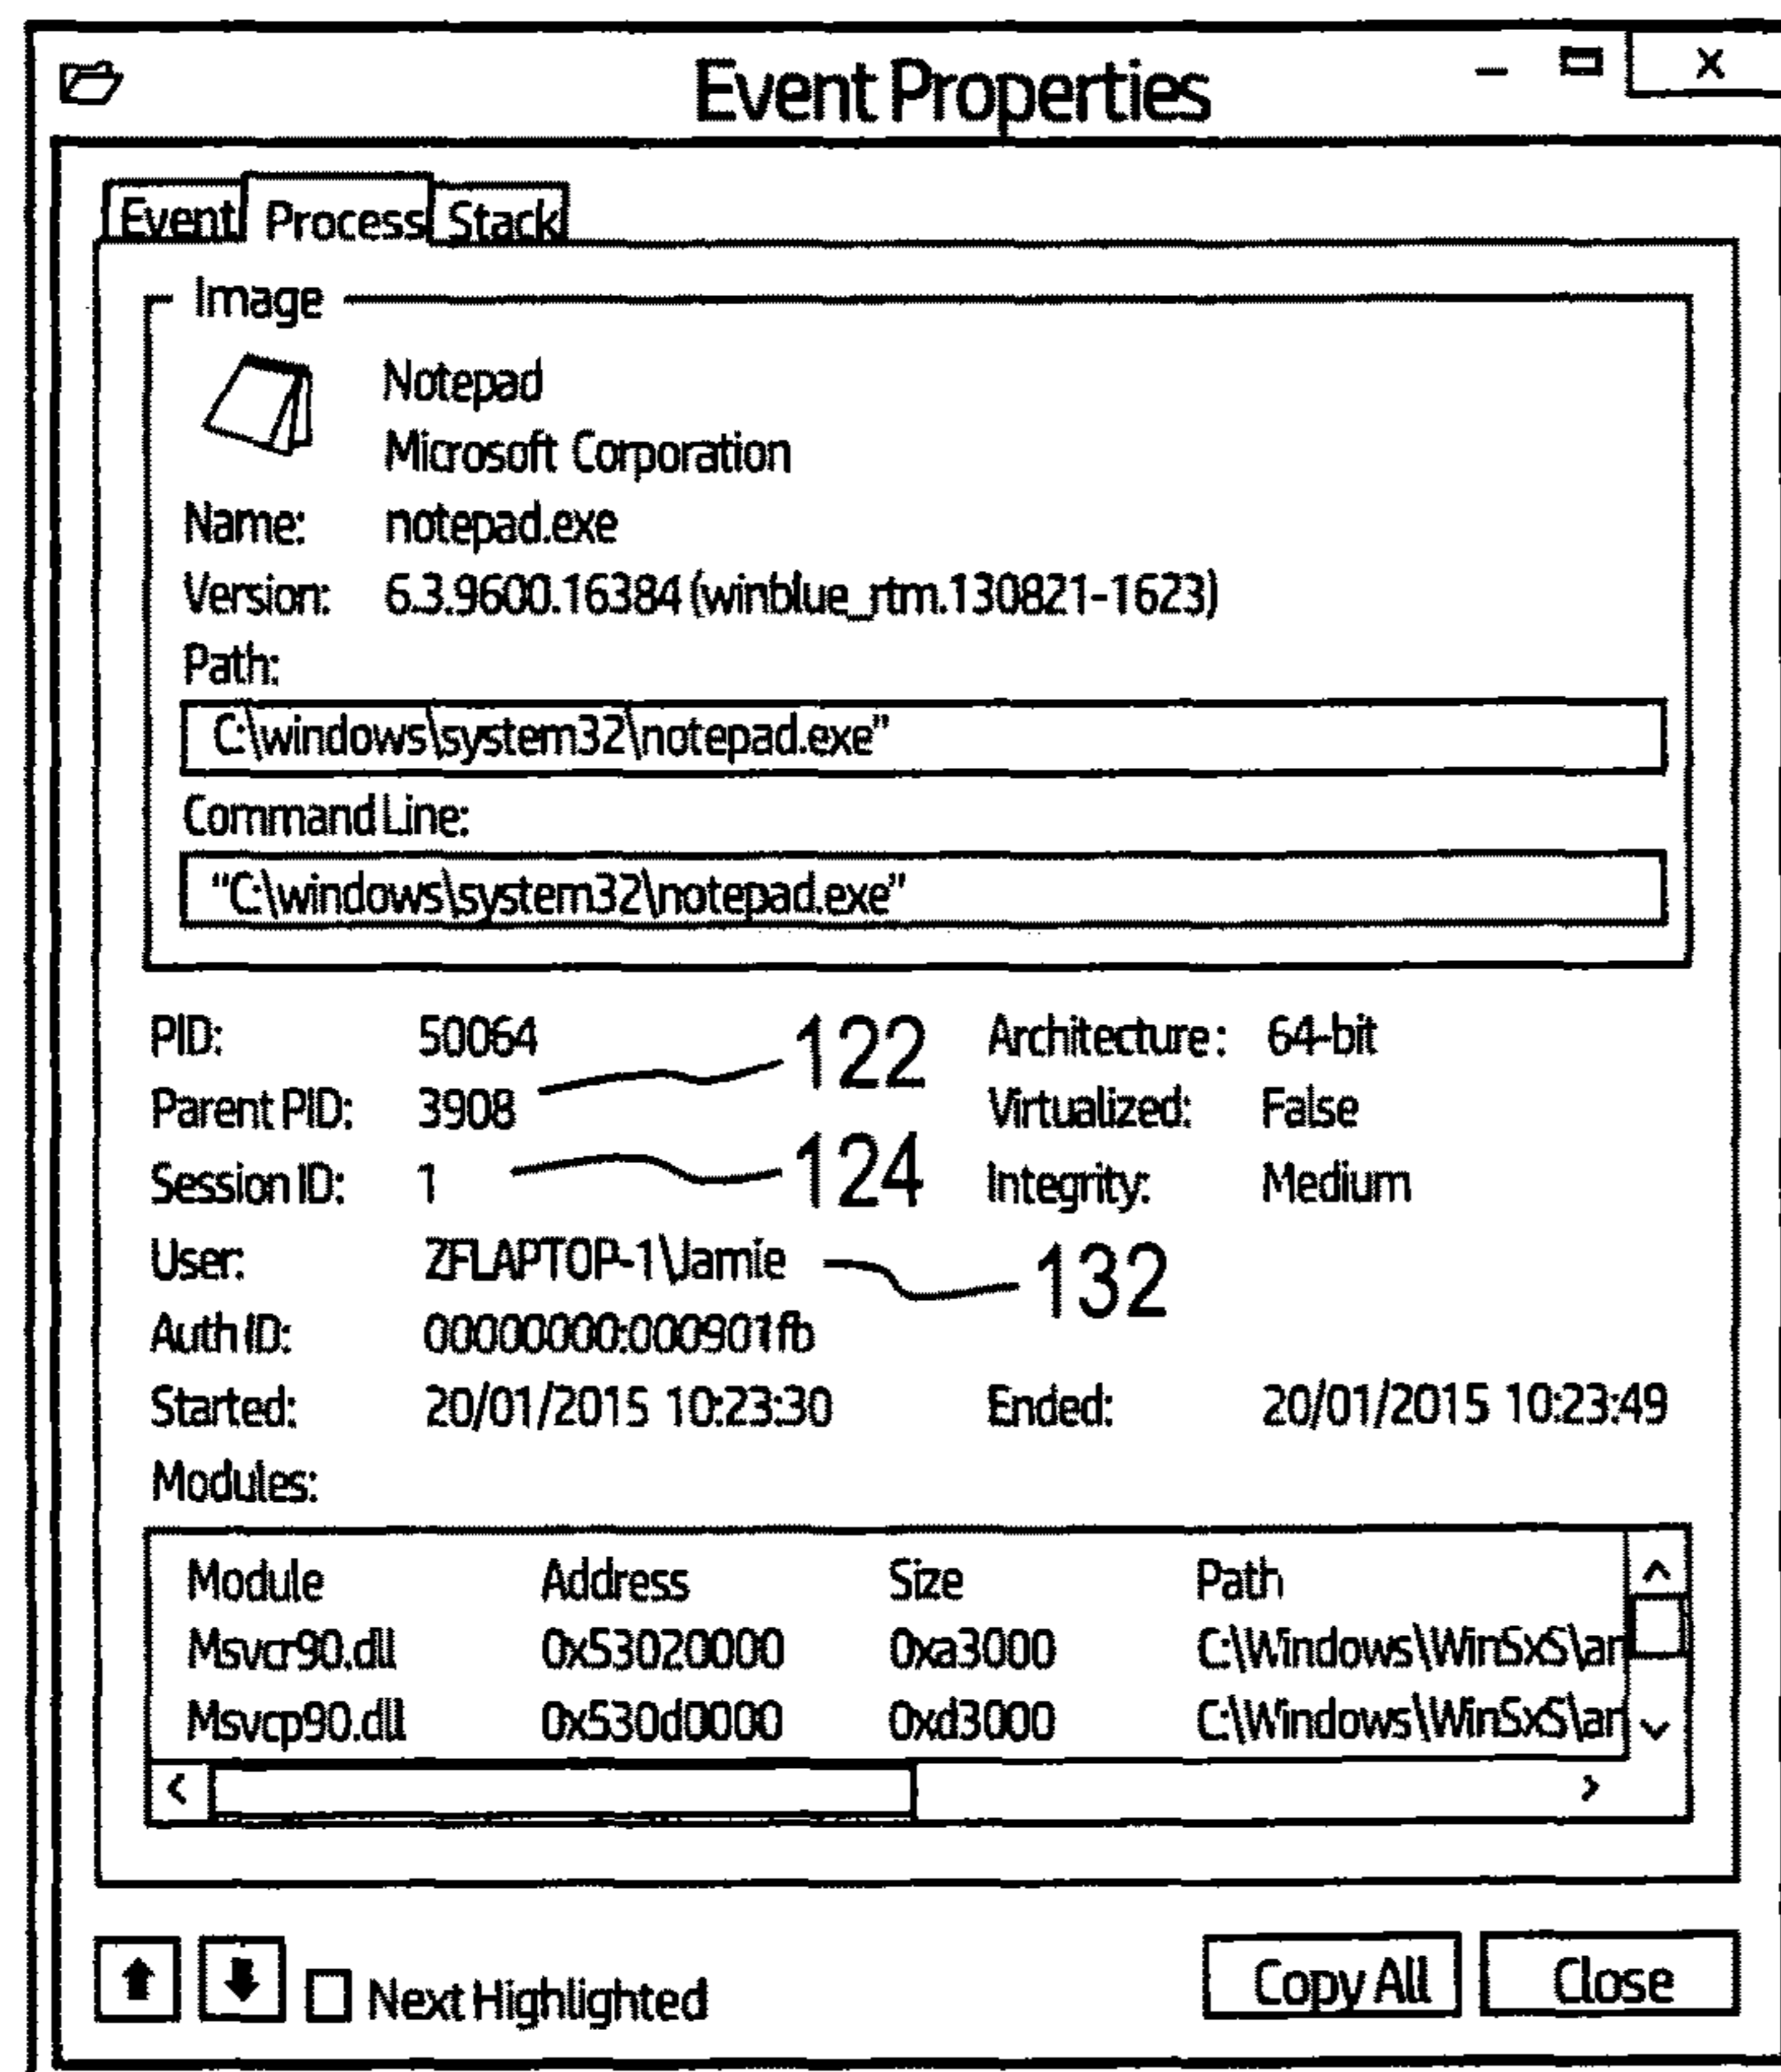 Event Properties
Event Process Stack
Image
Notepad
Microsoft Corporation
Name: notepad.exe
Version: 6.3.9600.16384 (winblue_rtm.130821-1623)
Path:
C:\windows\system32\notepad.exe”
Command Line:
“C:\windows\system32\notepad.exe”
PID: 50064 122 Architecture: 64-bit
Parent PID: 3908 Virtualized: False
Session ID: 1 124 Integrity: Medium
User: ZFLAPTOP-1\Jamie 132
Auth ID: 00000000:000901fb
Started: 20/01/2015 10:23:30 Ended: 20/01/2015 10:23:49
Modules:
Module Address Size Path
Msvcr90.dll 0x53020000 0xa3000 C:\Windows\WinSxS\ar
Msvcp90.dll 0x530d0000 0xd3000 C:\Windows\WinSxS\ar
Next Highlighted Copy All Close